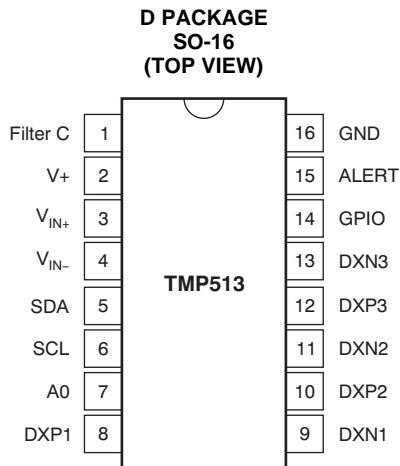 D PACKAGE
SO-16
(TOP VIEW)
Filter C 1 16 GND
V+ 2 15 ALERT
VIN+ 3 14 GPIO
VIN– 4 13 DXN3
TMP513
SDA 5 12 DXP3
SCL 6 11 DXN2
A0 7 10 DXP2
DXP1 8 9 DXN1